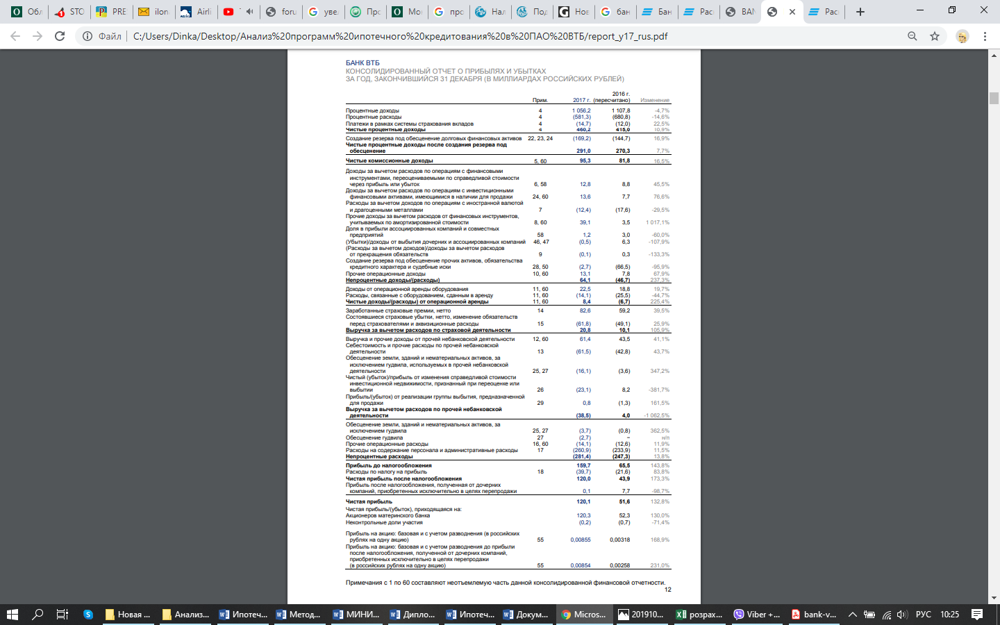 Обл
STO
PRE
ilon
Airli
foru
уве
Про
Мо
про
Нал
Под
Нов
бан
Бан
Рас
BAN
Рас
Файл | C:/Users/Dinka/Desktop/Анализ%20программ%20ипотечного%20кредитования%20в%20ПАО%20ВТБ/report_y17_rus.pdf
БАНК ВТБ
КОНСОЛИДИРОВАННЫЙ ОТЧЕТ О ПРИБЫЛЯХ И УБЫТКАХ
ЗА ГОД, ЗАКОНЧИВШИЙСЯ 31 ДЕКАБРЯ (В МИЛЛИАРДАХ РОССИЙСКИХ РУБЛЕЙ)
2016 г.
Прим. 2017 г. (пересчитано) Изменение
Процентные доходы 4 1 056,2 1 107,8 -4,7%
Процентные расходы 4 (581,3) (680,8) -14,6%
Платежи в рамках системы страхования вкладов 4 (14,7) (12,0) 22,5%
Чистые процентные доходы 4 460,2 415,0 10,9%
Создание резерва под обесценение долговых финансовых активов 22, 23, 24 (169,2) (144,7) 16,9%
Чистые процентные доходы после создания резерва под
обесценение 291,0 270,3 7,7%
Чистые комиссионные доходы 5, 60 95,3 81,8 16,5%
Доходы за вычетом расходов по операциям с финансовыми
инструментами, переоцениваемыми по справедливой стоимости
через прибыль или убыток 6, 58 12,8 8,8 45,5%
Доходы за вычетом расходов по операциям с инвестиционными
финансовыми активами, имеющимися в наличии для продажи 24, 60 13,6 7,7 76,6%
Расходы за вычетом доходов по операциям с иностранной валютой
и драгоценными металлами 7 (12,4) (17,6) -29,5%
Прочие доходы за вычетом расходов от финансовых инструментов,
учитываемых по амортизированной стоимости 8, 60 39,1 3,5 1 017,1%
Доля в прибыли ассоциированных компаний и совместных
предприятий 58 1,2 3,0 -60,0%
(Убытки)/доходы от выбытия дочерних и ассоциированных компаний 46, 47 (0,5) 6,3 -107,9%
(Расходы за вычетом доходов)/доходы за вычетом расходов
от прекращения обязательств 9 (0,1) 0,3 -133,3%
Создание резерва под обесценение прочих активов, обязательства
кредитного характера и судебные иски 28, 50 (2,7) (66,5) -95,9%
Прочие операционные доходы 10, 60 13,1 7,8 67,9%
Непроцентные доходы/(расходы) 64,1 (46,7) 237,3%
Доходы от операционной аренды оборудования 11, 60 22,5 18,8 19,7%
Расходы, связанные с оборудованием, сданным в аренду 11, 60 (14,1) (25,5) -44,7%
Чистые доходы/(расходы) от операционной аренды 11, 60 8,4 (6,7) 225,4%
Заработанные страховые премии, нетто 14 82,6 59,2 39,5%
Состоявшиеся страховые убытки, нетто, изменение обязательств
перед страхователями и аквизиционные расходы 15 (61,8) (49,1) 25,9%
Выручка за вычетом расходов по страховой деятельности 20,8 10,1 105,9%
Выручка и прочие доходы от прочей небанковской деятельности 12, 60 61,4 43,5 41,1%
Себестоимость и прочие расходы по прочей небанковской
деятельности 13 (61,5) (42,8) 43,7%
Обесценение земли, зданий и нематериальных активов, за
исключением гудвила, используемых в прочей небанковской
деятельности 25, 27 (16,1) (3,6) 347,2%
Чистый (убыток)/прибыль от изменения справедливой стоимости
инвестиционной недвижимости, признанный при переоценке или
выбытии 26 (23,1) 8,2 -381,7%
Прибыль/(убыток) от реализации группы выбытия, предназначенной
для продажи 29 0,8 (1,3) 161,5%
Выручка за вычетом расходов по прочей небанковской
деятельности (38,5) 4,0 -1 062,5%
Обесценение земли, зданий и нематериальных активов, за
исключением гудвила 25, 27 (3,7) (0,8) 362,5%
Обесценение гудвила 27 (2,7) – н/п
Прочие операционные расходы 16, 60 (14,1) (12,6) 11,9%
Расходы на содержание персонала и административные расходы 17 (260,9) (233,9) 11,5%
Непроцентные расходы (281,4) (247,3) 13,8%
Прибыль до налогообложения 159,7 65,5 143,8%
Расходы по налогу на прибыль 18 (39,7) (21,6) 83,8%
Чистая прибыль после налогообложения 120,0 43,9 173,3%
Прибыль после налогообложения, полученная от дочерних
компаний, приобретенных исключительно в целях перепродажи 0,1 7,7 -98,7%
Чистая прибыль 120,1 51,6 132,8%
Чистая прибыль/(убыток), приходящаяся на:
Акционеров материнского банка 120,3 52,3 130,0%
Неконтрольные доли участия (0,2) (0,7) -71,4%
Прибыль на акцию: базовая и с учетом разводнения (в российских
рублях на одну акцию) 55 0,00855 0,00318 168,9%
Прибыль на акцию: базовая и с учетом разводнения до прибыли
после налогообложения, полученной от дочерних компаний,
приобретенных исключительно в целях перепродажи
(в российских рублях на одну акцию) 55 0,00854 0,00258 231,0%
Примечания с 1 по 60 составляют неотъемлемую часть данной консолидированной финансовой отчетности.
12
Новая ...
Анализ...
Ипотеч...
Метод...
МИНИ...
Дипло...
Ипотеч...
Докум...
Micros...
201910...
розрах...
Viber +...
bank-v...
РУС
10:25